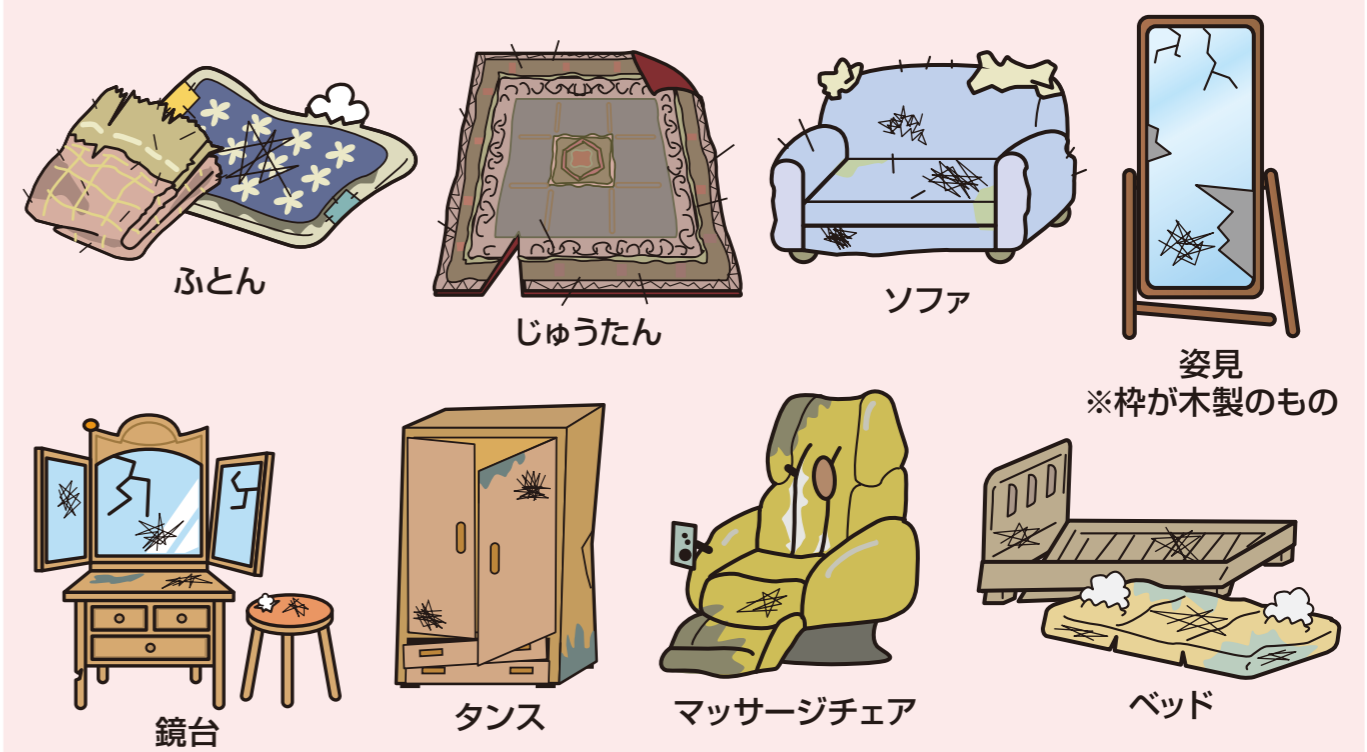 ふとん
じゅうたん
ソファ
姿見
※枠が木製のもの
鏡台
タンス
マッサージチェア
ベッド